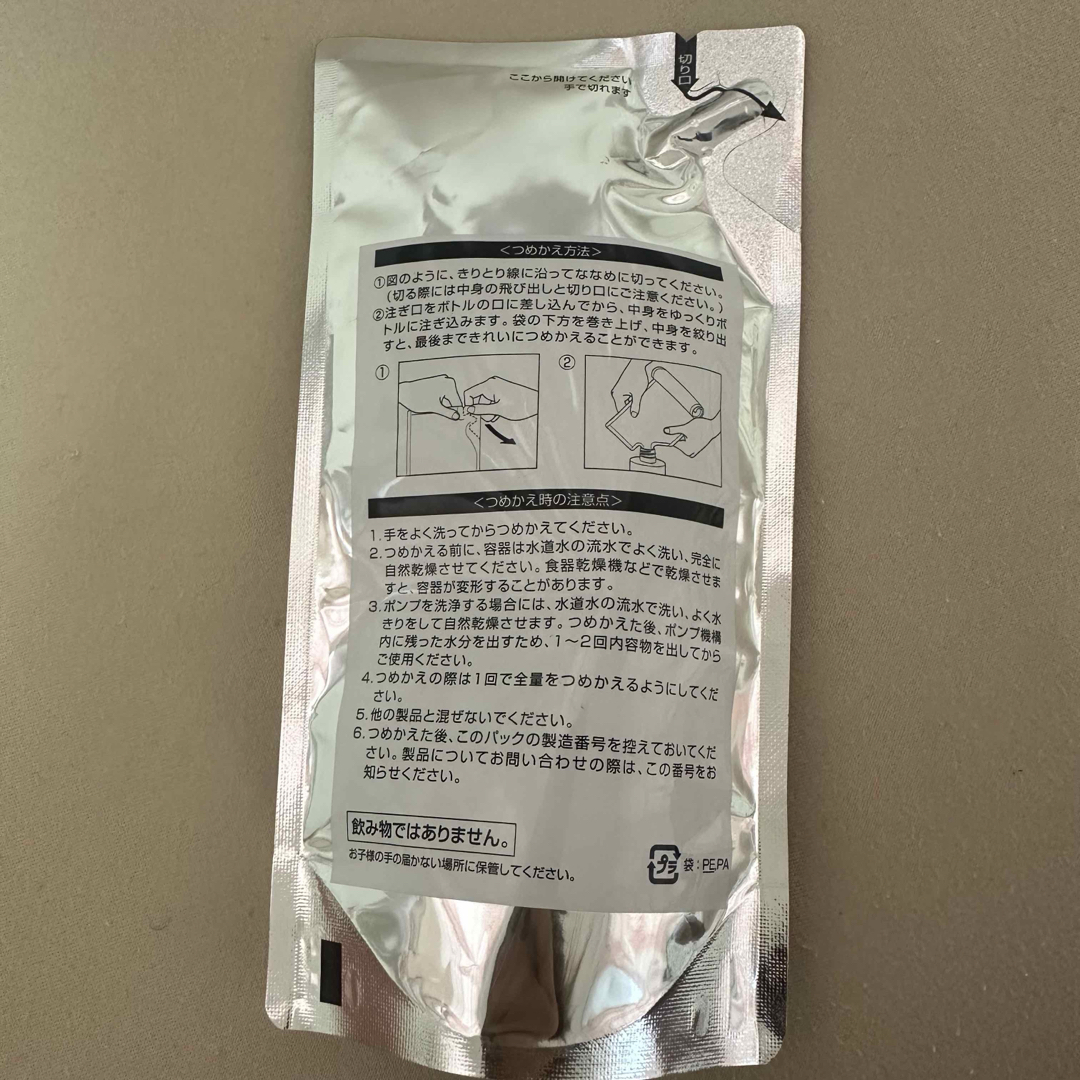 切り口
ここから開けてください
手で切れます
<つめかえ方法>
①図のように、きりとり線に沿ってななめに切ってください。
(切る際には中身の飛び出しと切り口にご注意ください。)
②注ぎ口をボトルの口に差し込んでから、中身をゆっくりボ
トルに注ぎ込みます。袋の下方を巻き上げ、中身を絞り出
すと、最後まできれいにつめかえることができます。
① ②
<つめかえ時の注意点>
1.手をよく洗ってからつめかえてください。
2.つめかえる前に、容器は水道水の流水でよく洗い、完全に
自然乾燥させてください。食器乾燥機などで乾燥させま
すと、容器が変形することがあります。
3.ポンプを洗浄する場合には、水道水の流水で洗い、よく水
きりをして自然乾燥させます。つめかえた後、ポンプ機構
内に残った水分を出すため、1～2回内容物を出してから
ご使用ください。
4.つめかえの際は1回で全量をつめかえるようにしてくだ
さい。
5.他の製品と混ぜないでください。
6.つめかえた後、このパックの製造番号を控えておいてくだ
さい。製品についてお問い合わせの際は、この番号をお
知らせください。
飲み物ではありません。
お子様の手の届かない場所に保管してください。
プラ 袋:PE,PA